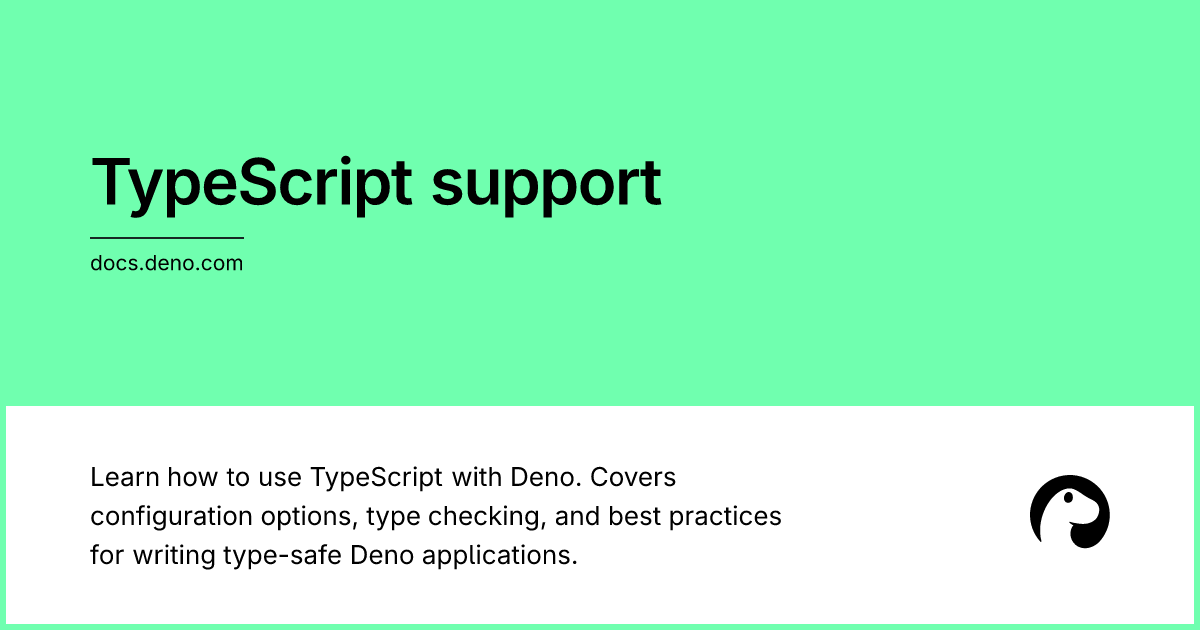 TypeScript support
docs.deno.com
Learn how to use TypeScript with Deno. Covers
configuration options, type checking, and best practices
for writing type-safe Deno applications.